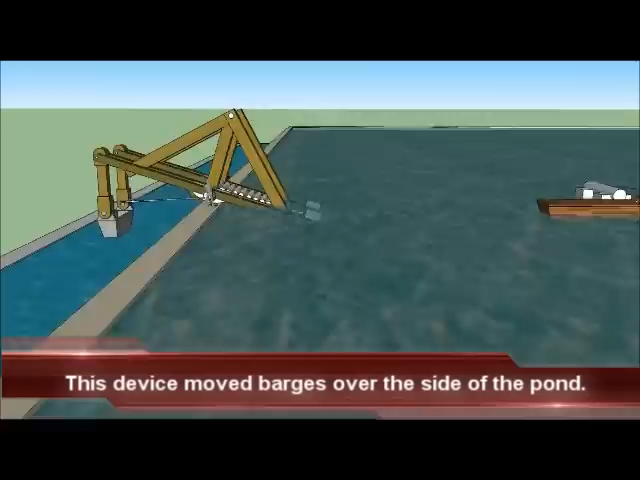 This device moved barges over the side of the pond.